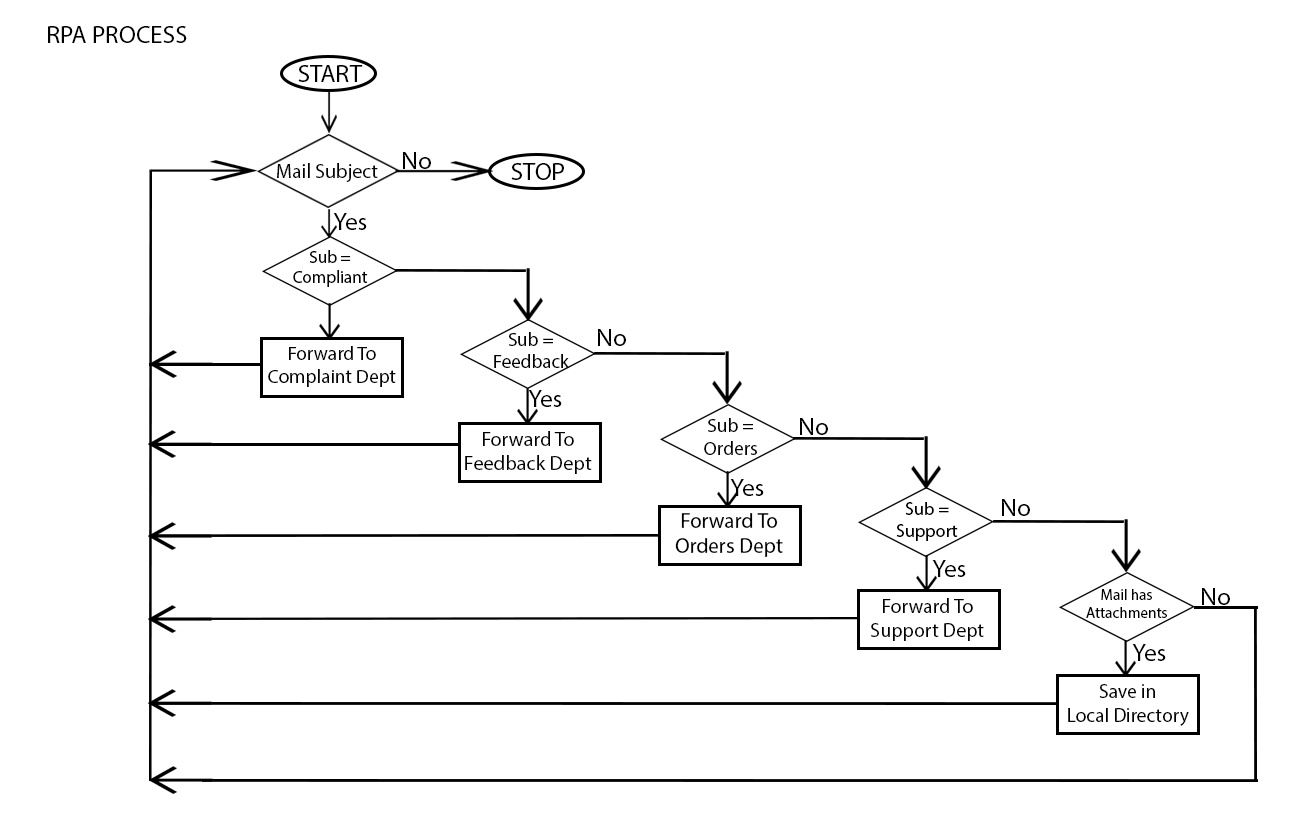 RPA PROCESS
START
Mail Subject
No
STOP
Yes
Sub =
Compliant
Forward To
Complaint Dept
Sub =
Feedback
No
Yes
Forward To
Feedback Dept
Sub =
Orders
No
Yes
Forward To
Orders Dept
Sub =
Support
No
Yes
Forward To
Support Dept
Mail has
Attachments
No
Yes
Save in
Local Directory